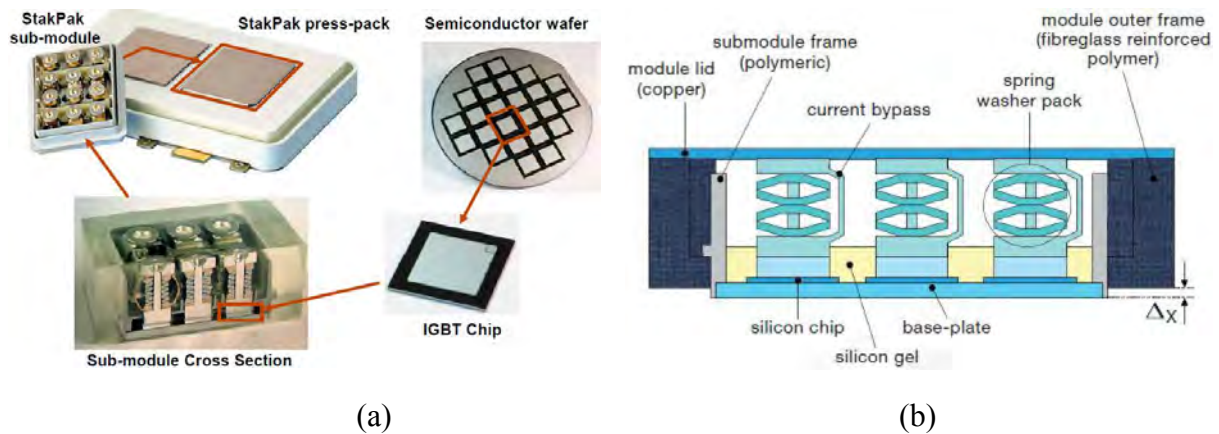 StakPak
sub-module
StakPak press-pack
Semiconductor wafer
IGBT Chip
Sub-module Cross Section
(a)
module lid
(copper)
submodule frame
(polymeric)
current bypass
spring
washer pack
module outer frame
(fibreglass reinforced
polymer)
silicon chip
silicon gel
base-plate
Δx
(b)